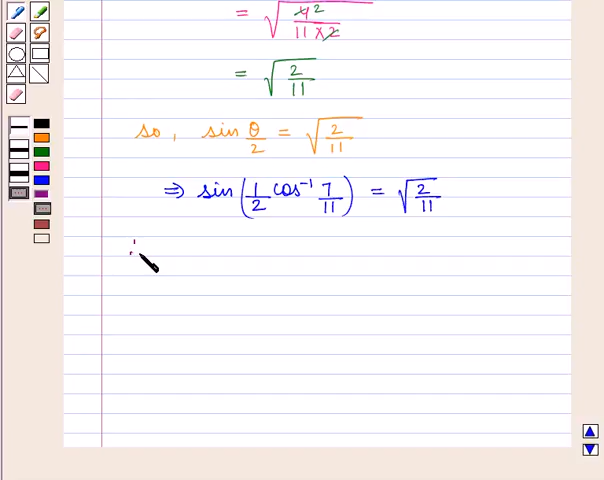 = √(4̸ 2 / 11 × 2̸)
= √(2/11)
so, sin θ/2 = √(2/11)
⇒ sin(1/2 cos⁻¹ 7/11) = √(2/11)